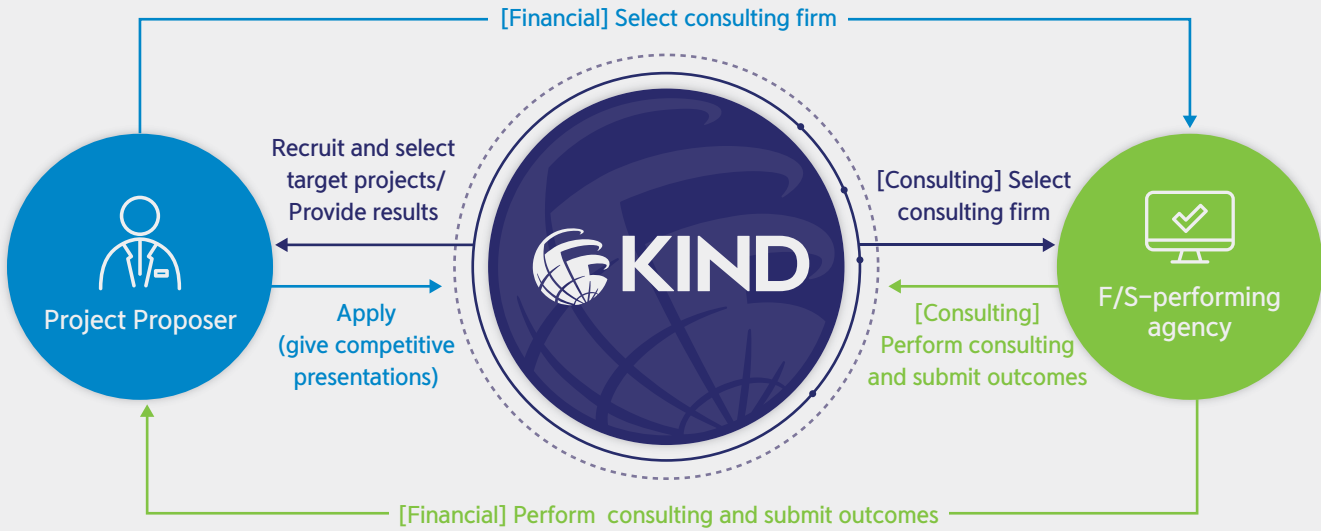 [Financial] Select consulting firm
Recruit and select
target projects/
Provide results
[Consulting] Select
consulting firm
KIND
Project Proposer
Apply
(give competitive
presentations)
[Consulting]
Perform consulting
and submit outcomes
F/S-performing
agency
[Financial] Perform consulting and submit outcomes